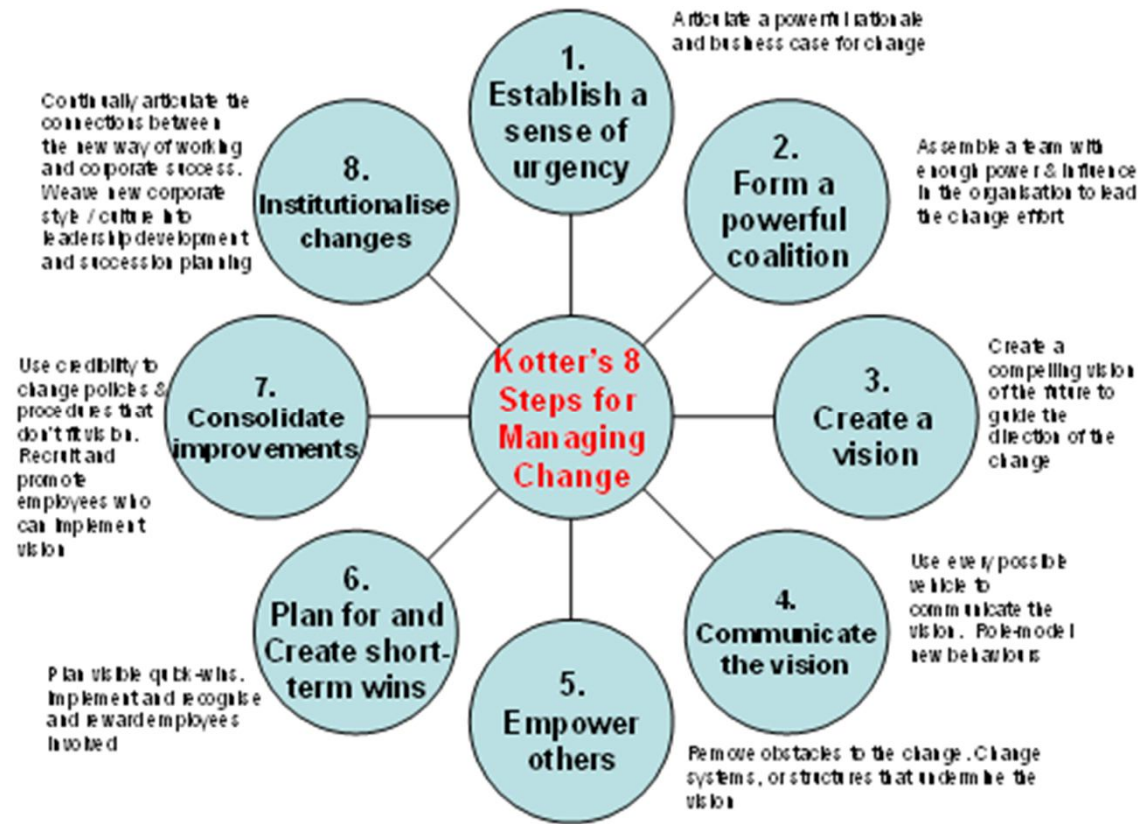 Kotter's 8
Steps for
Managing
Change
1.
Establish a
sense of
urgency
Articulate a powerful rationale
and business case for change
2.
Form a
powerful
coalition
Assemble a team with
enough power & influence
in the organisation to lead
the change effort
3.
Create a
vision
Create a
compelling vision
of the future to
guide the
direction of the
change
4.
Communicate
the vision
Use every possible
vehicle to
communicate the
vision. Role-model
new behaviours
5.
Empower
others
Remove obstacles to the change. Change
systems, or structures that undermine the
vision
6.
Plan for and
Create short-
term wins
Plan visible quick-wins.
Implement and recognise
and reward employees
involved
7.
Consolidate
improvements
Use credibility to
change policies &
procedures that
don't fit vision.
Recruit and
promote
employees who
can implement
vision
8.
Institutionalise
changes
Continually articulate the
connections between
the new way of working
and corporate success.
Weave new corporate
style / culture into
leadership development
and succession planning